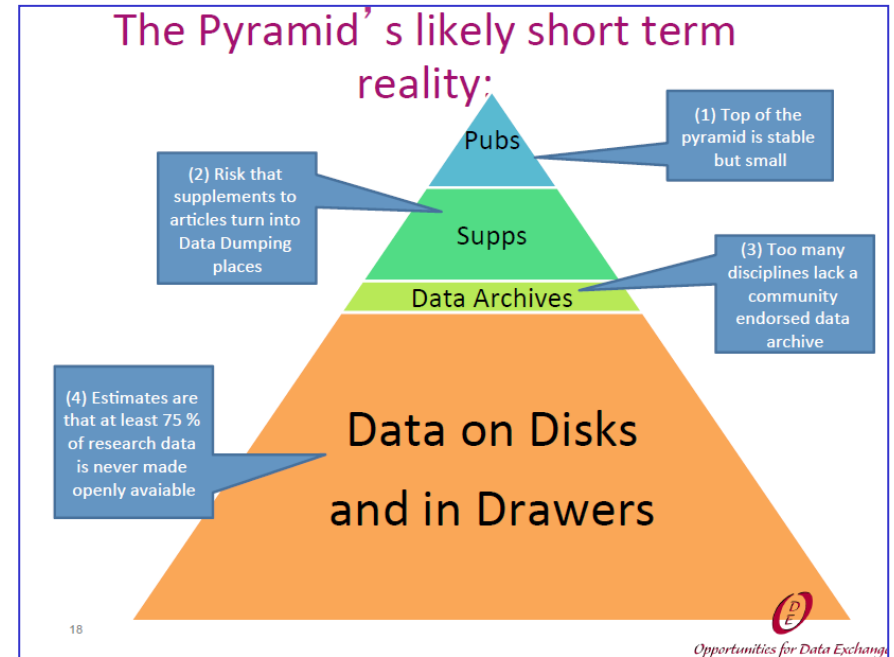 The Pyramid’s likely short term
reality:
Pubs
(1) Top of the
pyramid is stable
but small
(2) Risk that
supplements to
articles turn into
Data Dumping
places
Supps
(3) Too many
disciplines lack a
community
endorsed data
archive
Data Archives
(4) Estimates are
that at least 75 %
of research data
is never made
openly avaiable
Data on Disks
and in Drawers
18
ODE
Opportunities for Data Exchange